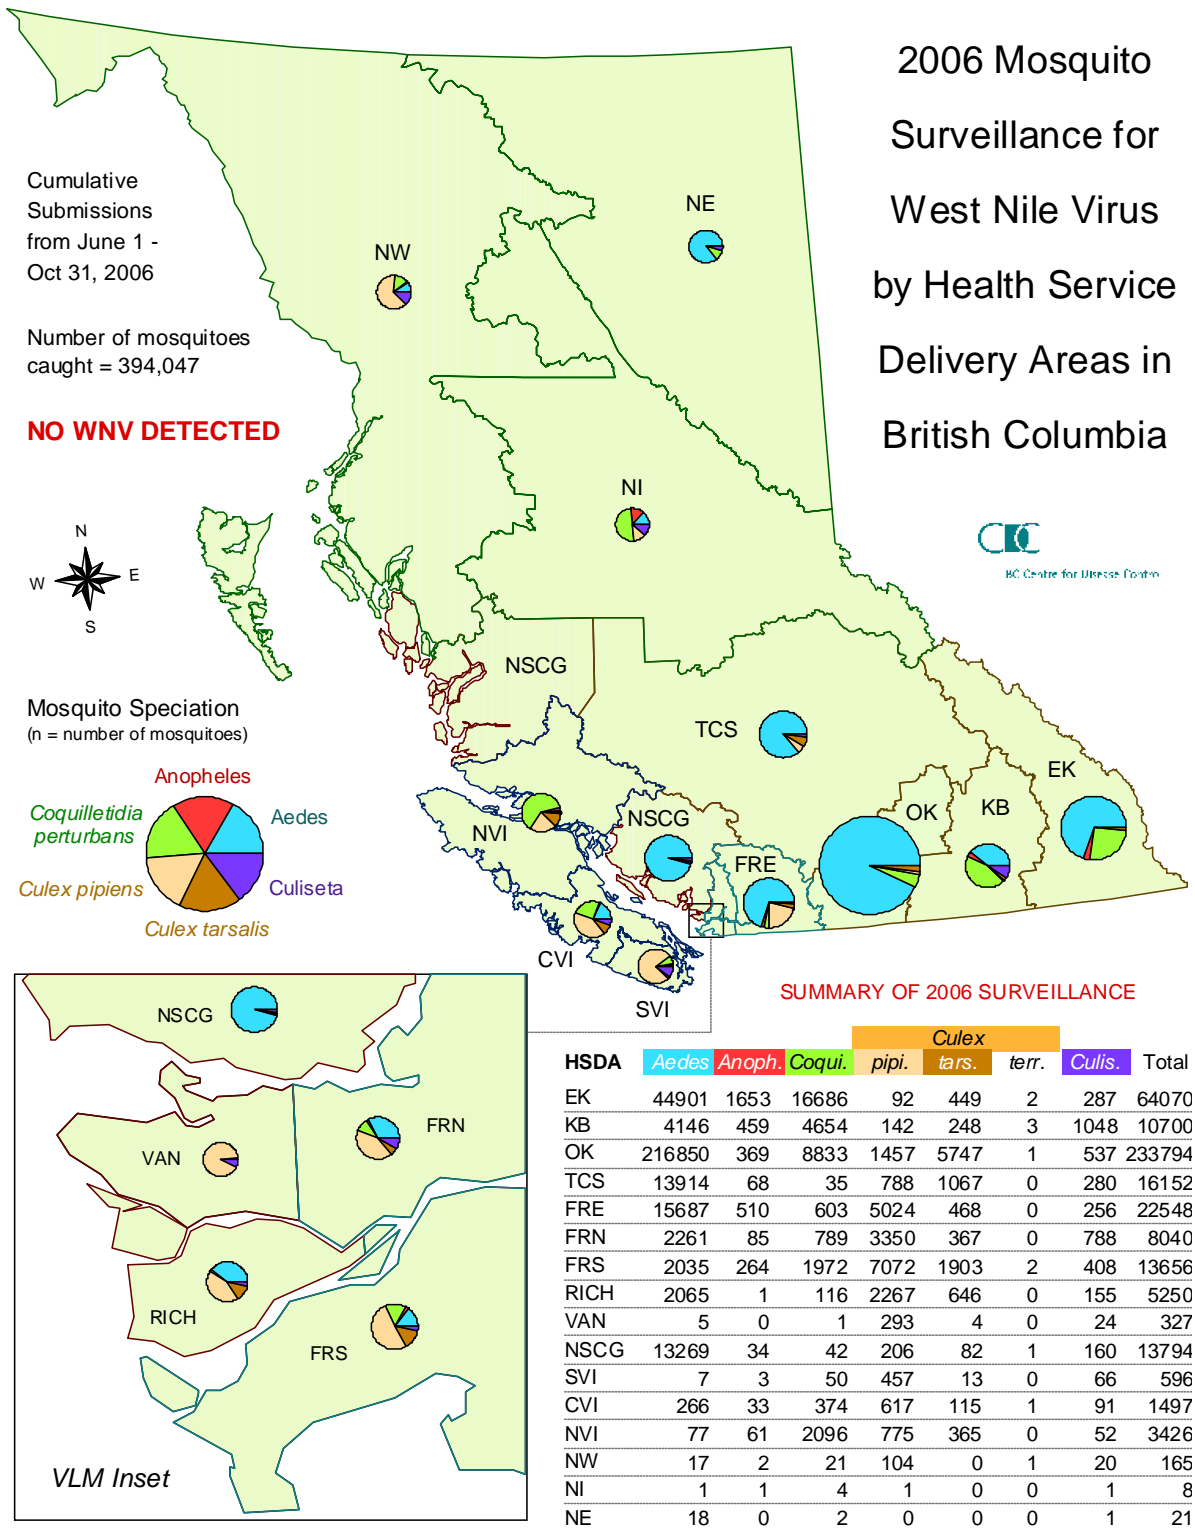 2006 Mosquito
Surveillance for
West Nile Virus
by Health Service
Delivery Areas in
British Columbia
Cumulative
Submissions
from June 1 -
Oct 31, 2006
Number of mosquitoes
caught = 394,047
NO WNV DETECTED
NE
NW
NI
N
W
E
S
CDC
BC Centre for Disease Control
NSCG
TCS
EK
OK
KB
NSCG
NVI
FRE
CVI
SVI
Mosquito Speciation
(n = number of mosquitoes)
Anopheles
Coquilletidia
perturbans
Aedes
Culex pipiens
Culiseta
Culex tarsalis
NSCG
VAN
FRN
RICH
FRS
VLM Inset
SUMMARY OF 2006 SURVEILLANCE
Culex
HSDA Aedes Anoph. Coqui. pipi. tars. terr. Culis. Total
EK 44901 1653 16686 92 449 2 287 64070
KB 4146 459 4654 142 248 3 1048 10700
OK 216850 369 8833 1457 5747 1 537 233794
TCS 13914 68 35 788 1067 0 280 16152
FRE 15687 510 603 5024 468 0 256 22548
FRN 2261 85 789 3350 367 0 788 8040
FRS 2035 264 1972 7072 1903 2 408 13656
RICH 2065 1 116 2267 646 0 155 5250
VAN 5 0 1 293 4 0 24 327
NSCG 13269 34 42 206 82 1 160 13794
SVI 7 3 50 457 13 0 66 596
CVI 266 33 374 617 115 1 91 1497
NVI 77 61 2096 775 365 0 52 3426
NW 17 2 21 104 0 1 20 165
NI 1 1 4 1 0 0 1 8
NE 18 0 2 0 0 0 1 21